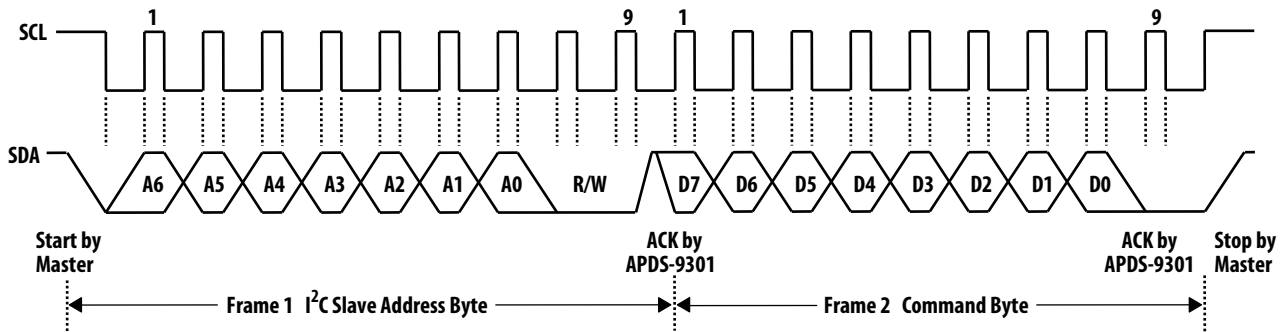 1 9 1 9
SCL
SDA A6 A5 A4 A3 A2 A1 A0 R/W D7 D6 D5 D4 D3 D2 D1 D0
Start by
Master
ACK by
APDS-9301
ACK by
APDS-9301
Stop by
Master
Frame 1 I²C Slave Address Byte
Frame 2 Command Byte